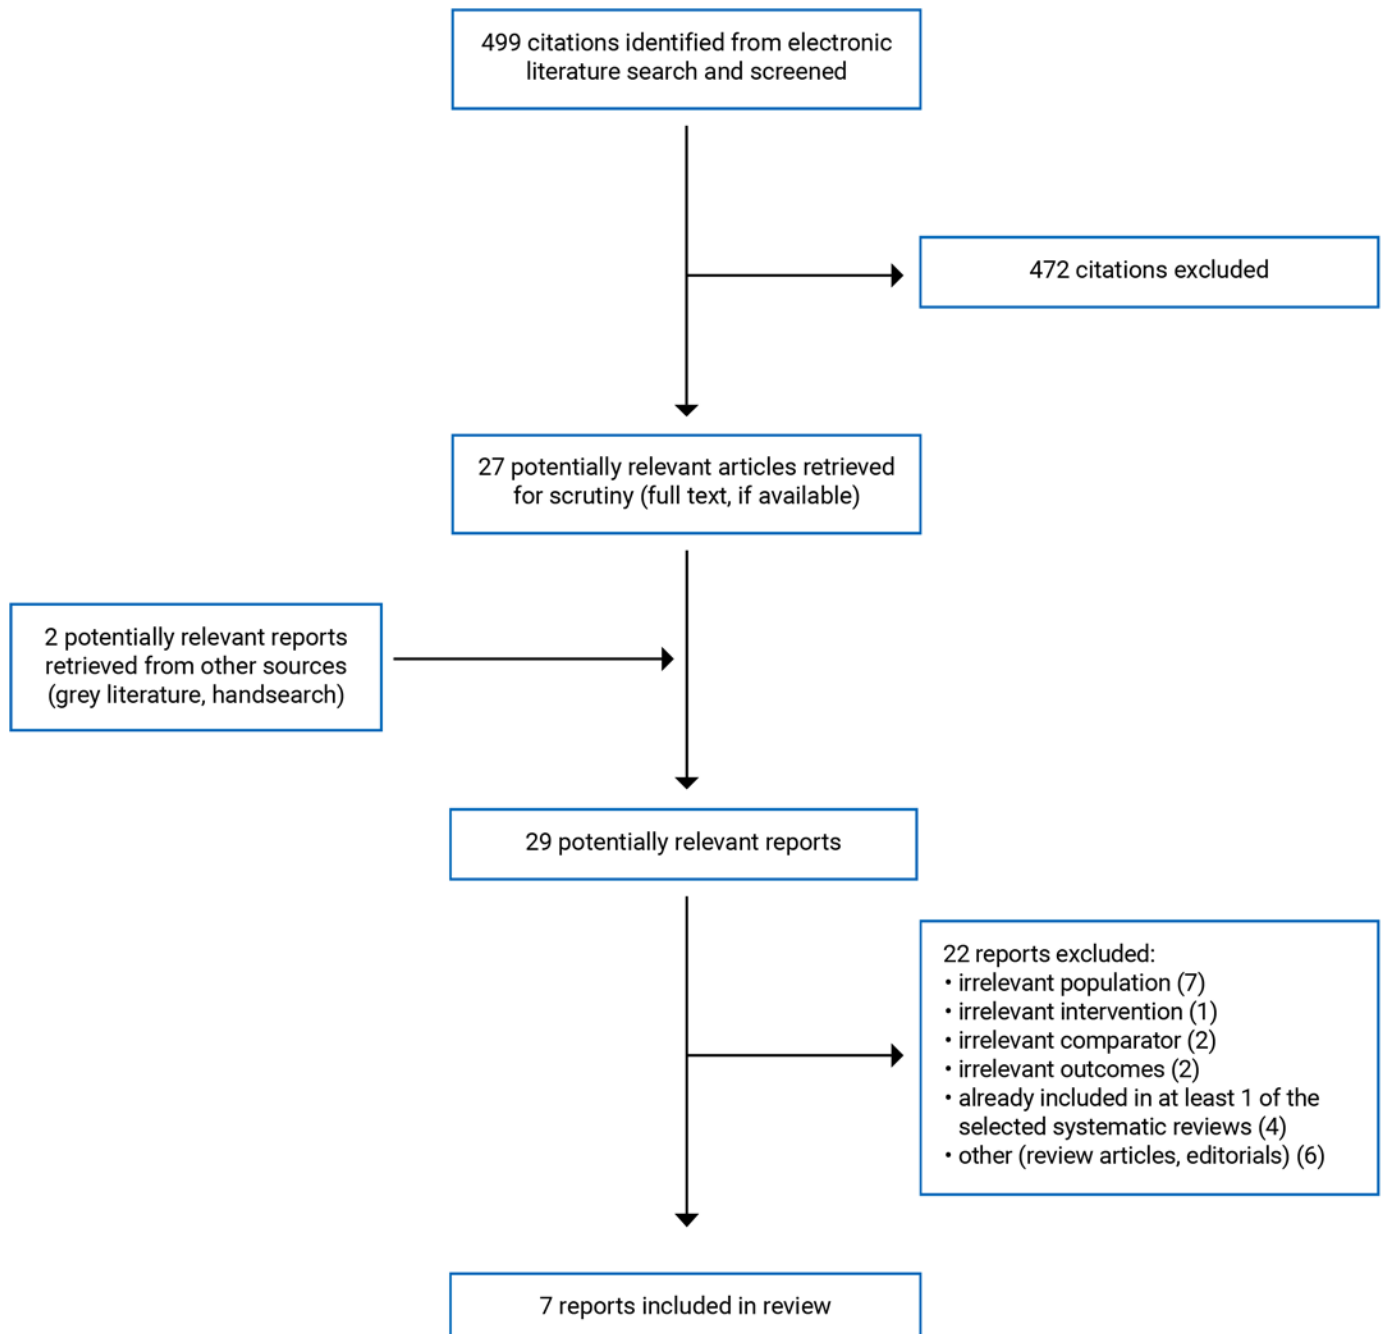 499 citations identified from electronic
literature search and screened
472 citations excluded
27 potentially relevant articles retrieved
for scrutiny (full text, if available)
2 potentially relevant reports
retrieved from other sources
(grey literature, handsearch)
29 potentially relevant reports
22 reports excluded:
• irrelevant population (7)
• irrelevant intervention (1)
• irrelevant comparator (2)
• irrelevant outcomes (2)
• already included in at least 1 of the
selected systematic reviews (4)
• other (review articles, editorials) (6)
7 reports included in review